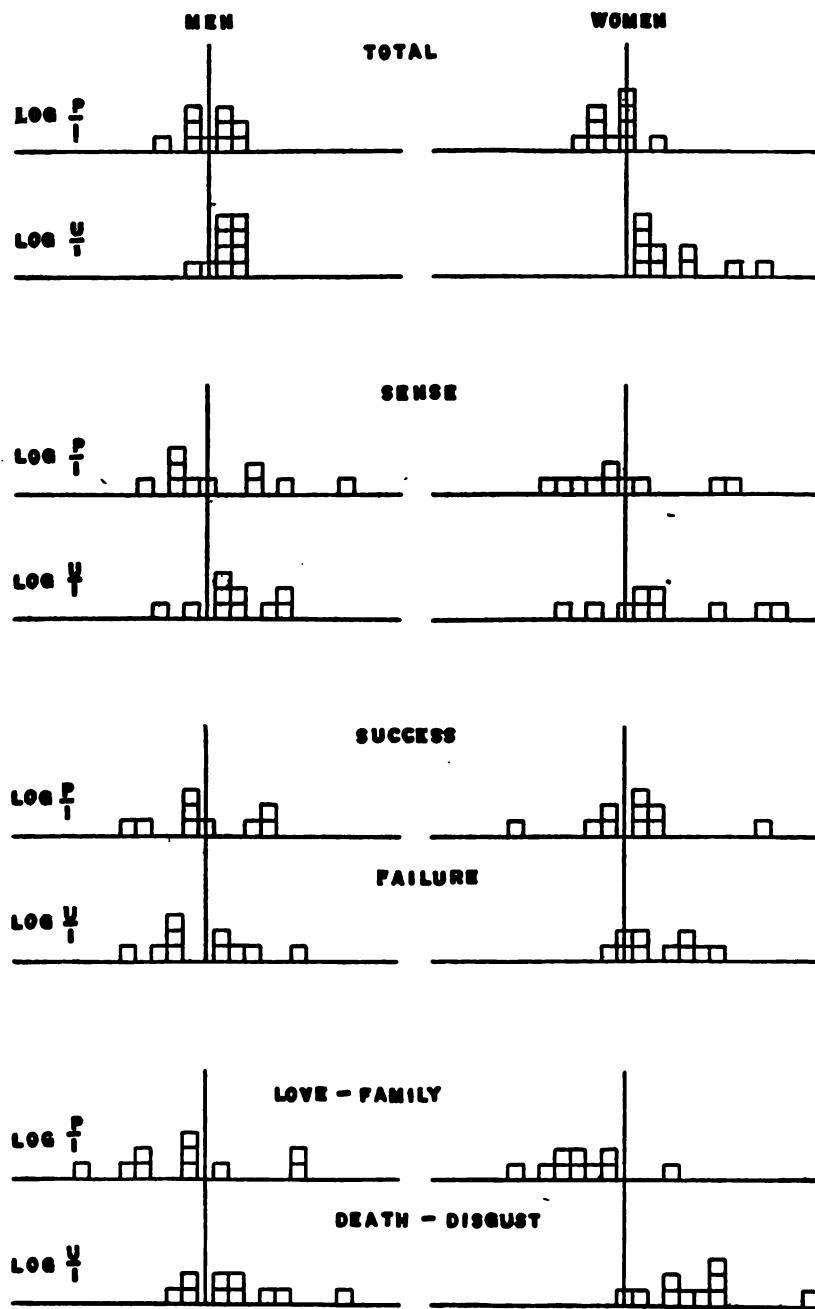 MEN WOMEN
TOTAL
LOG P/I
LOG U/I
SENSE
LOG P/I
LOG U/I
SUCCESS
LOG P/I
FAILURE
LOG U/I
LOVE - FAMILY
LOG P/I
DEATH - DISGUST
LOG U/I